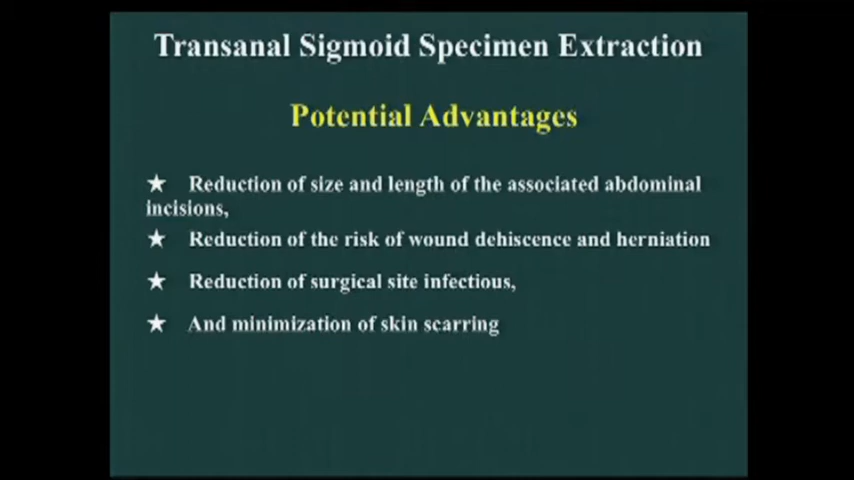 Transanal Sigmoid Specimen Extraction
Potential Advantages
★ Reduction of size and length of the associated abdominal
incisions,
★ Reduction of the risk of wound dehiscence and herniation
★ Reduction of surgical site infectious,
★ And minimization of skin scarring